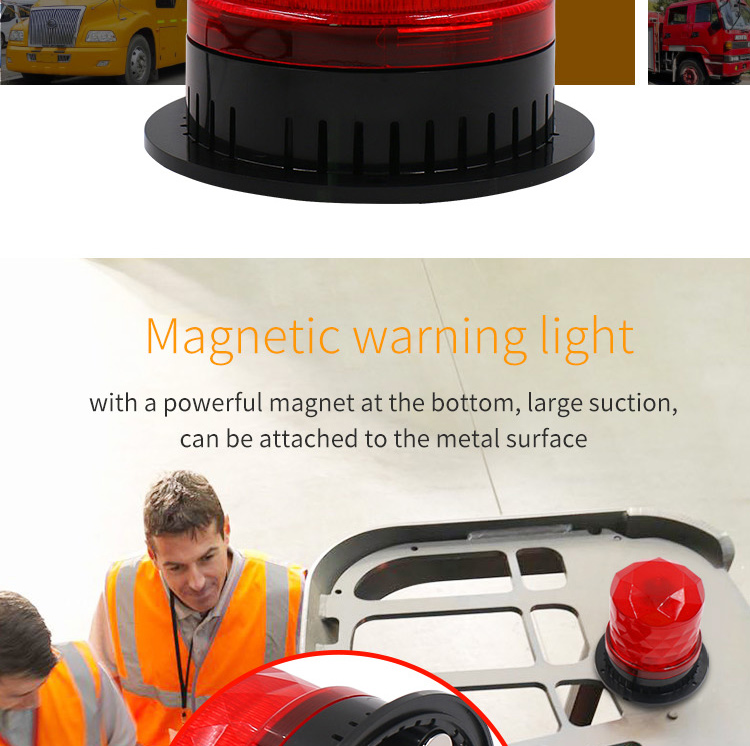 Magnetic warning light
with a powerful magnet at the bottom, large suction,
can be attached to the metal surface